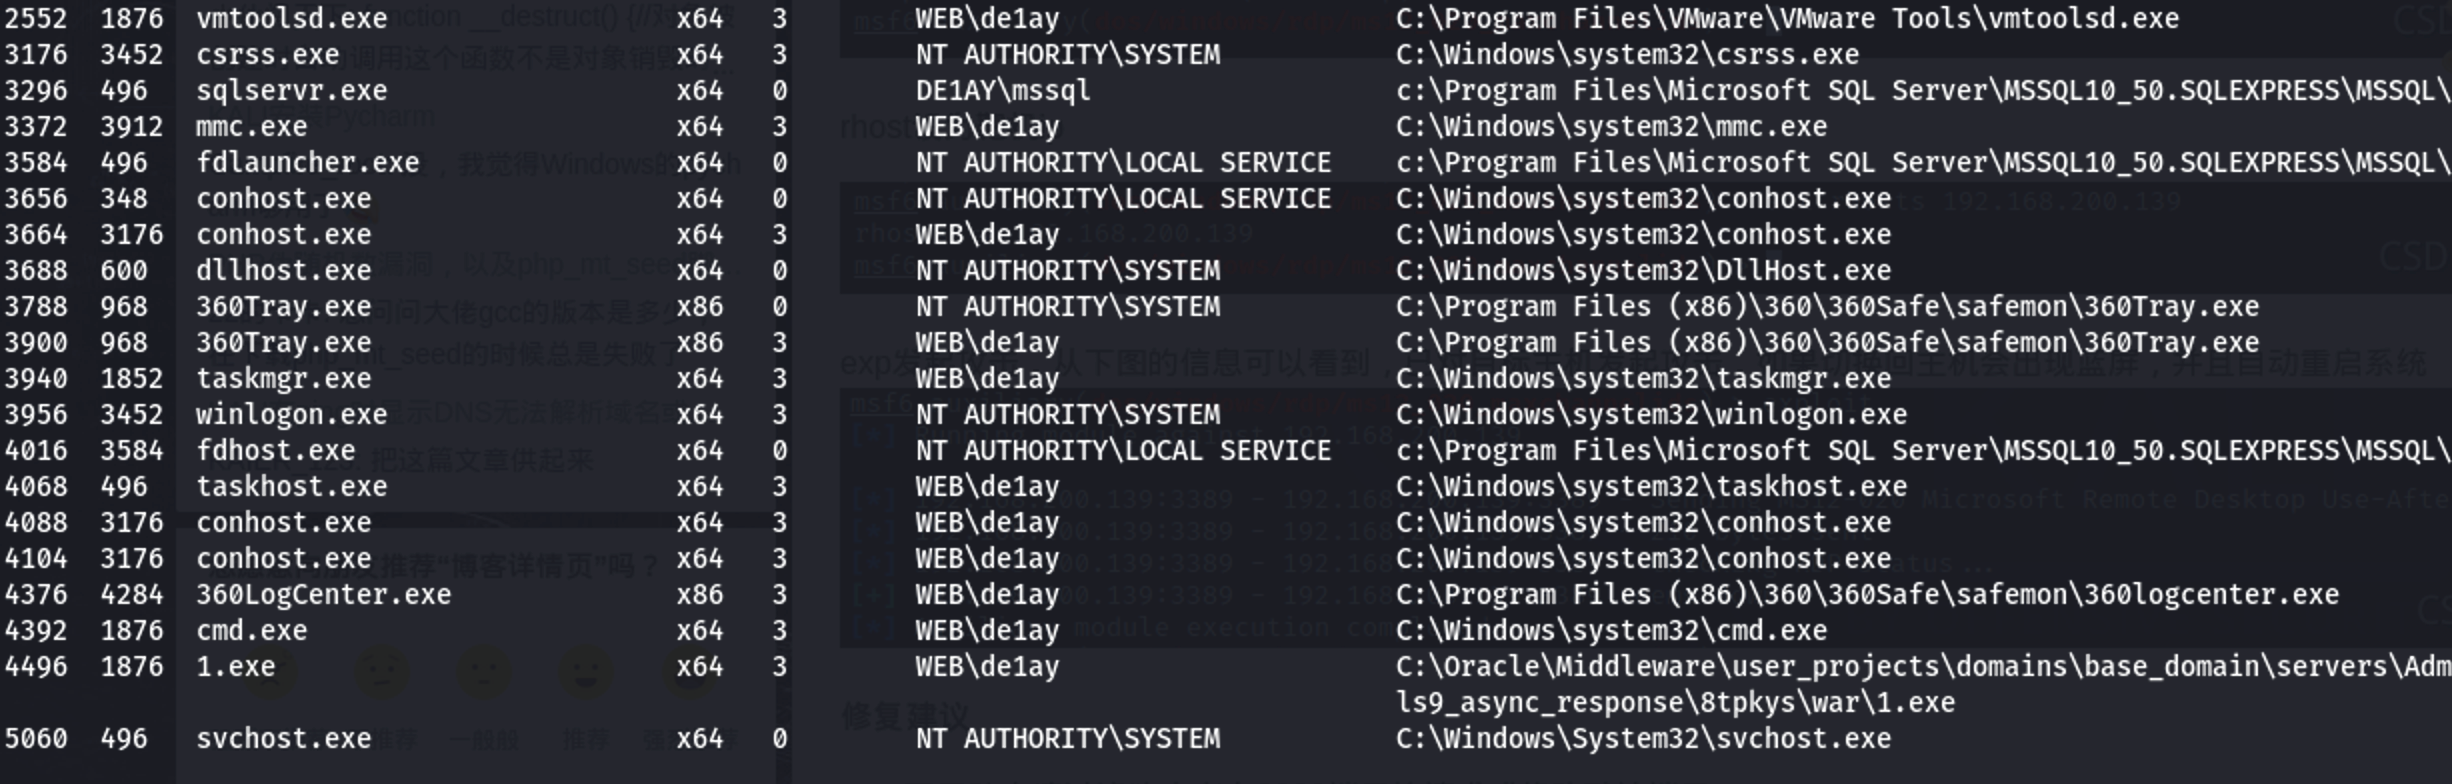 2552 1876 vmtoolsd.exe x64 3 WEB\de1ay C:\Program Files\VMware\VMware Tools\vmtoolsd.exe
3176 3452 csrss.exe x64 3 NT AUTHORITY\SYSTEM C:\Windows\system32\csrss.exe
3296 496 sqlservr.exe x64 0 DE1AY\mssql c:\Program Files\Microsoft SQL Server\MSSQL10_50.SQLEXPRESS\MSSQL\
3372 3912 mmc.exe x64 3 WEB\de1ay C:\Windows\system32\mmc.exe
3584 496 fdlauncher.exe x64 0 NT AUTHORITY\LOCAL SERVICE c:\Program Files\Microsoft SQL Server\MSSQL10_50.SQLEXPRESS\MSSQL\
3656 348 conhost.exe x64 0 NT AUTHORITY\LOCAL SERVICE C:\Windows\system32\conhost.exe
3664 3176 conhost.exe x64 3 WEB\de1ay C:\Windows\system32\conhost.exe
3688 600 dllhost.exe x64 0 NT AUTHORITY\SYSTEM C:\Windows\system32\DllHost.exe
3788 968 360Tray.exe x86 0 NT AUTHORITY\SYSTEM C:\Program Files (x86)\360\360Safe\safemon\360Tray.exe
3900 968 360Tray.exe x86 3 WEB\de1ay C:\Program Files (x86)\360\360Safe\safemon\360Tray.exe
3940 1852 taskmgr.exe x64 3 WEB\de1ay C:\Windows\system32\taskmgr.exe
3956 3452 winlogon.exe x64 3 NT AUTHORITY\SYSTEM C:\Windows\system32\winlogon.exe
4016 3584 fdhost.exe x64 0 NT AUTHORITY\LOCAL SERVICE c:\Program Files\Microsoft SQL Server\MSSQL10_50.SQLEXPRESS\MSSQL\
4068 496 taskhost.exe x64 3 WEB\de1ay C:\Windows\system32\taskhost.exe
4088 3176 conhost.exe x64 3 WEB\de1ay C:\Windows\system32\conhost.exe
4104 3176 conhost.exe x64 3 WEB\de1ay C:\Windows\system32\conhost.exe
4376 4284 360LogCenter.exe x86 3 WEB\de1ay C:\Program Files (x86)\360\360Safe\safemon\360logcenter.exe
4392 1876 cmd.exe x64 3 WEB\de1ay C:\Windows\system32\cmd.exe
4496 1876 1.exe x64 3 WEB\de1ay C:\Oracle\Middleware\user_projects\domains\base_domain\servers\Adm
ls9_async_response\8tpkys\war\1.exe
5060 496 svchost.exe x64 0 NT AUTHORITY\SYSTEM C:\Windows\System32\svchost.exe